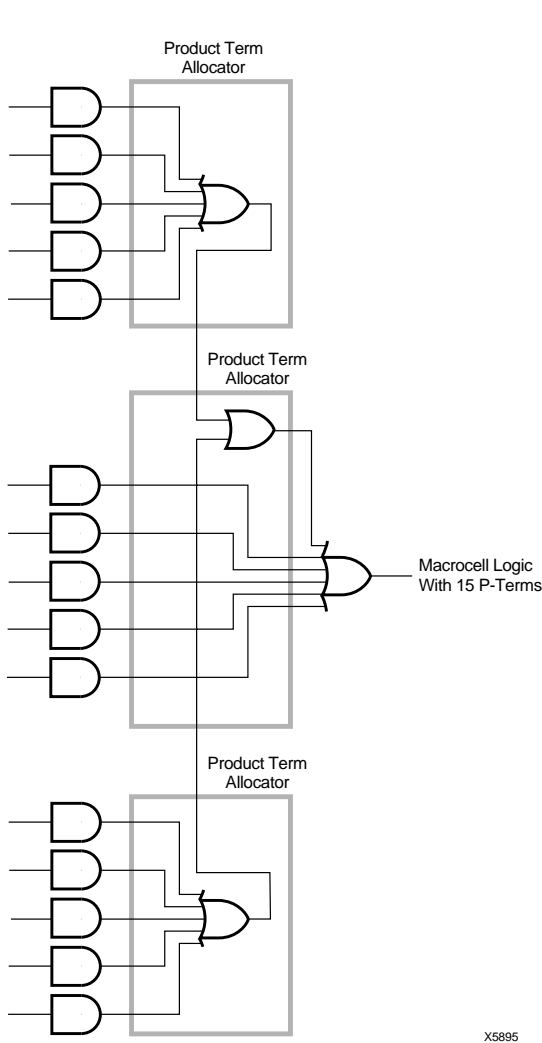 Product Term
Allocator
Product Term
Allocator
Macrocell Logic
With 15 P-Terms
Product Term
Allocator
X5895